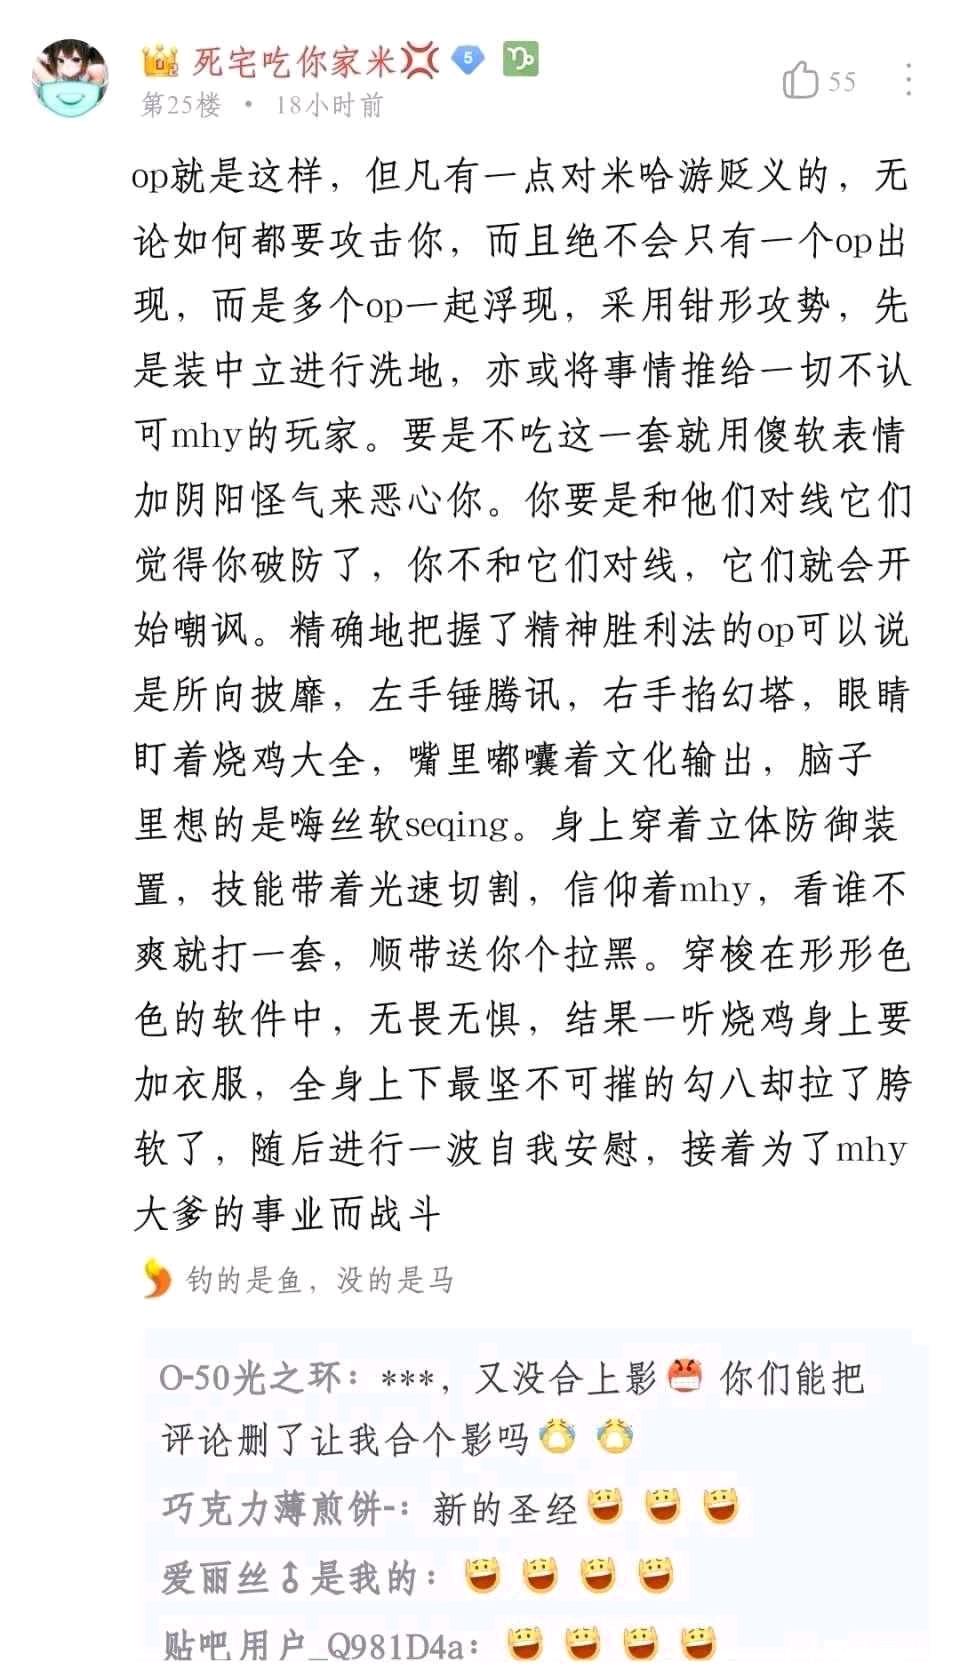 死宅吃你家米
5
55
第25楼 • 18小时前
op就是这样，但凡有一点对米哈游贬义的，无
论如何都要攻击你，而且绝不会只有一个op出
现，而是多个op一起浮现，采用钳形攻势，先
是装中立进行洗地，亦或将事情推给一切不认
可mhy的玩家。要是不吃这一套就用傻软表情
加阴阳怪气来恶心你。你要是和他们对线它们
觉得你破防了，你不和它们对线，它们就会开
始嘲讽。精确地把握了精神胜利法的op可以说
是所向披靡，左手锤腾讯，右手掐幻塔，眼睛
盯着烧鸡大全，嘴里嘟囔着文化输出，脑子
里想的是嗨丝软seqing。身上穿着立体防御装
置，技能带着光速切割，信仰着mhy，看谁不
爽就打一套，顺带送你个拉黑。穿梭在形形色
色的软件中，无畏无惧，结果一听烧鸡身上要
加衣服，全身上下最坚不可摧的勾八却拉了胯
软了，随后进行一波自我安慰，接着为了mhy
大爹的事业而战斗
钓的是鱼，没的是马
O-50光之环：***，又没合上影 你们能把
评论删了让我合个影吗
巧克力薄煎饼-：新的圣经
爱丽丝⚨是我的：
贴吧用户_Q981D4a：